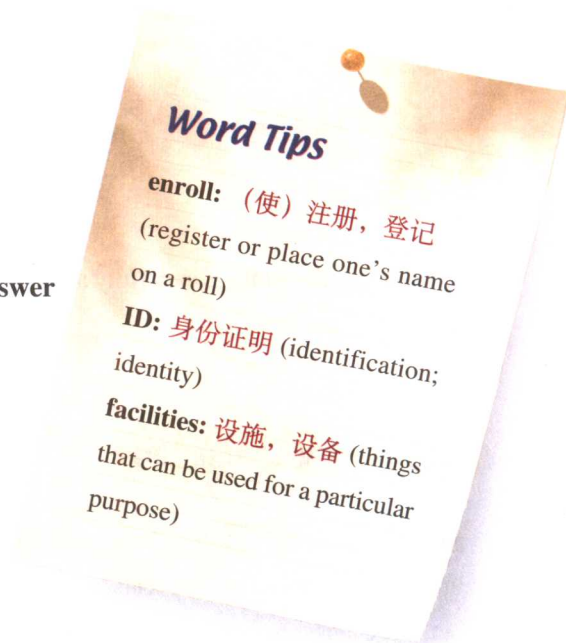 Word Tips
enroll: （使）注册，登记
(register or place one's name
on a roll)
swer
ID: 身份证明 (identification;
identity)
facilities: 设施，设备 (things
that can be used for a particular
purpose)